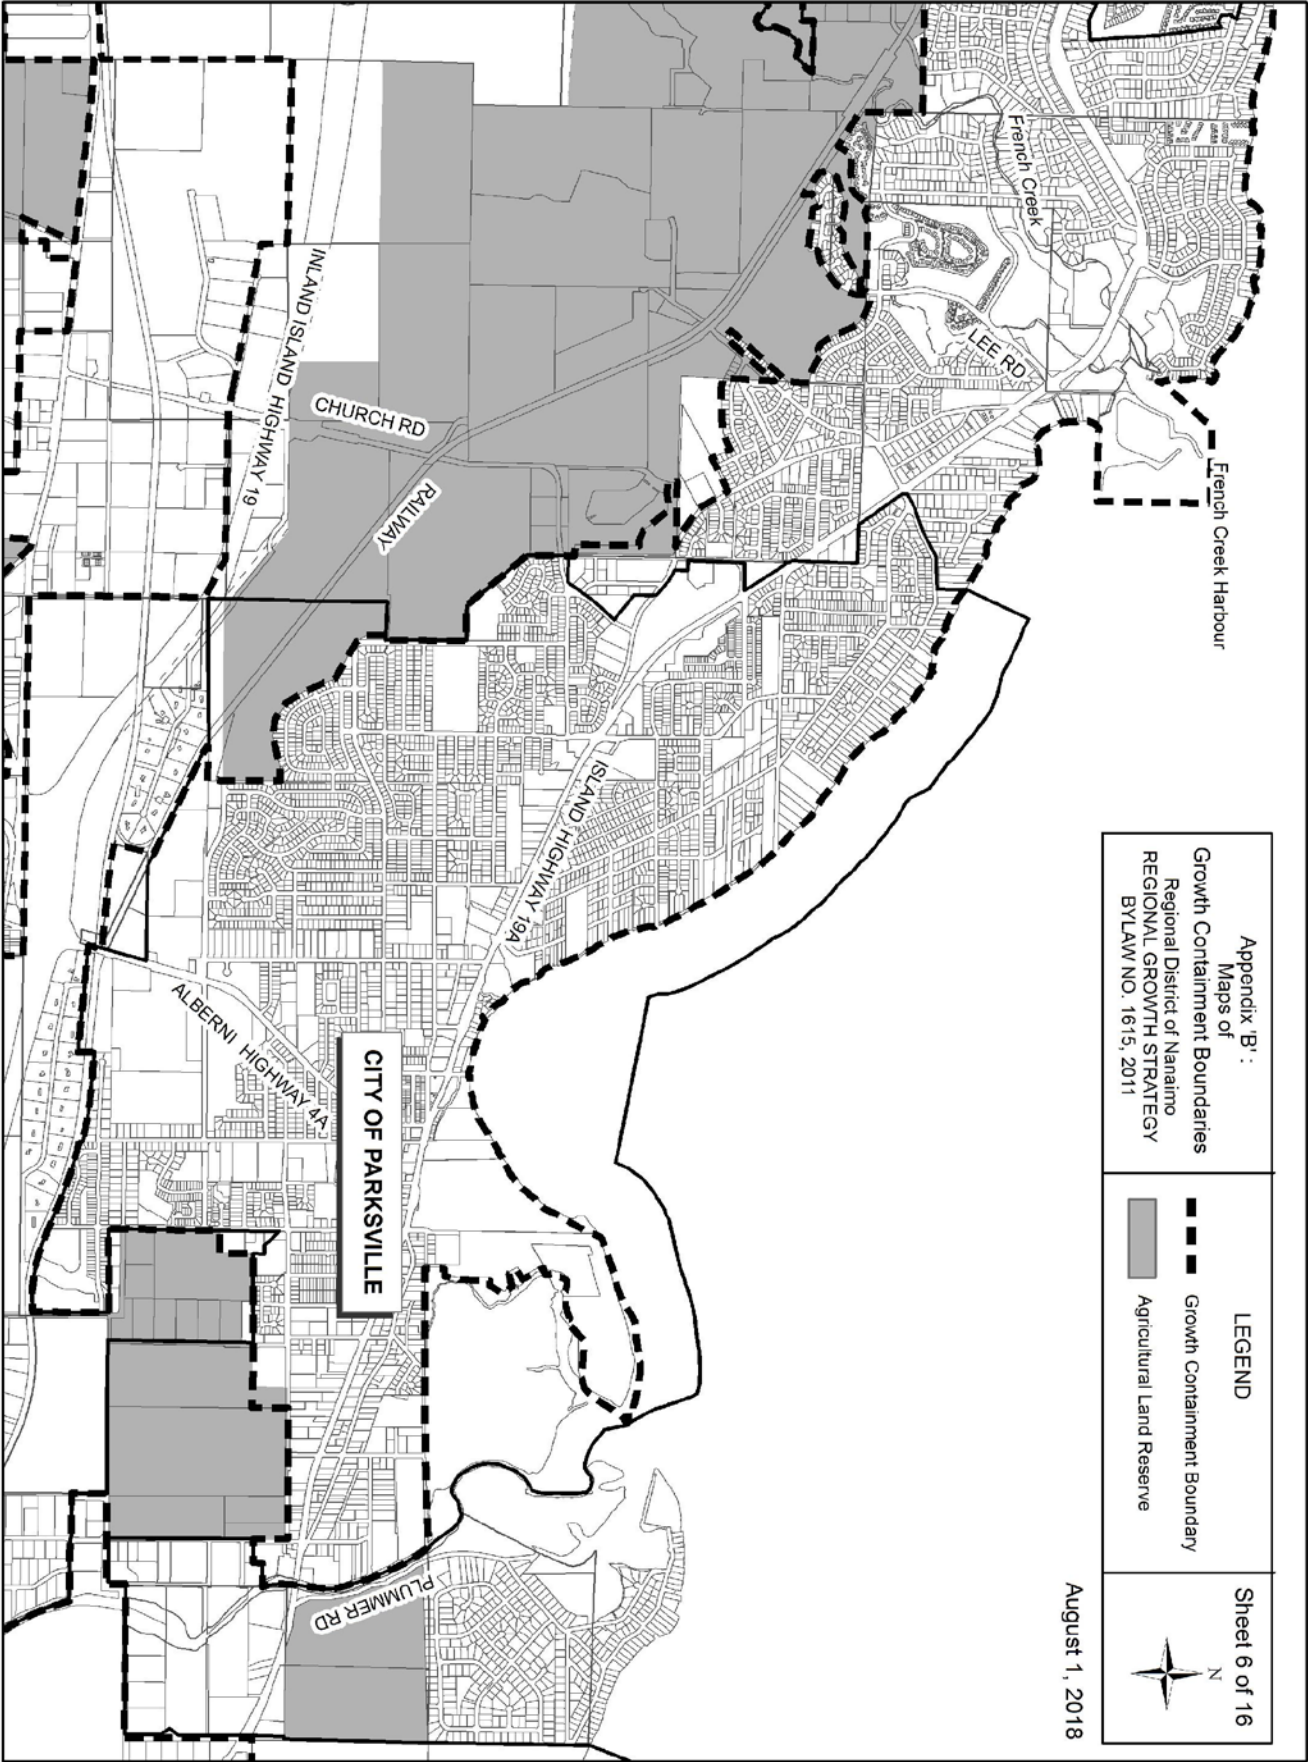 Appendix 'B' :
Maps of
Growth Containment Boundaries
Regional District of Nanaimo
REGIONAL GROWTH STRATEGY
BYLAW NO. 1615, 2011
LEGEND
Growth Containment Boundary
Agricultural Land Reserve
Sheet 6 of 16
N
August 1, 2018
French Creek Harbour
French Creek
LEE RD
INLAND ISLAND HIGHWAY 19
CHURCH RD
RAILWAY
ISLAND HIGHWAY 19A
ALBERNI HIGHWAY 4A
CITY OF PARKSVILLE
PLUMMER RD